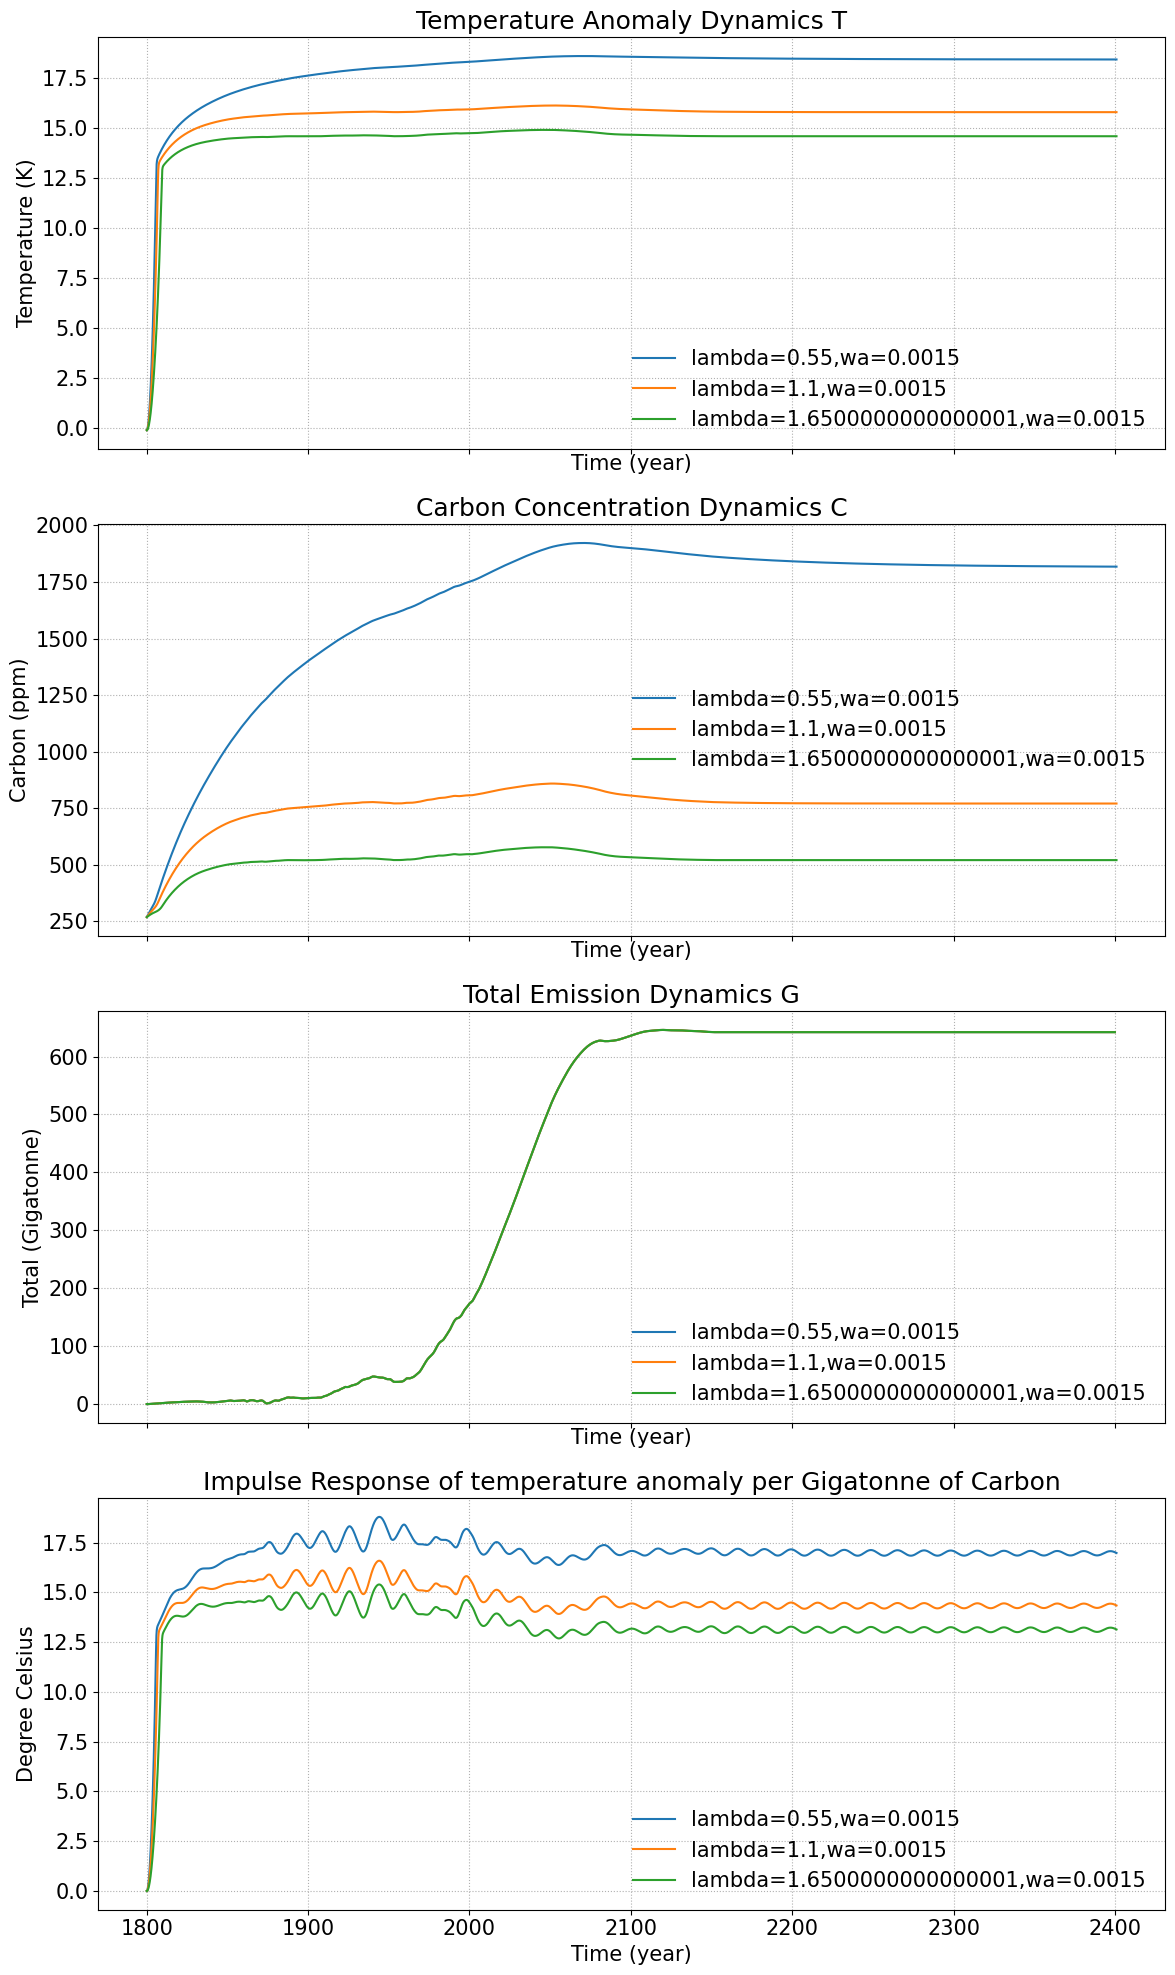 Temperature Anomaly Dynamics T
17.5
15.0
12.5
10.0
7.5
5.0
2.5
0.0
Temperature (K)
lambda=0.55,wa=0.0015
lambda=1.1,wa=0.0015
lambda=1.6500000000000001,wa=0.0015
Time (year)
Carbon Concentration Dynamics C
2000
1750
1500
1250
1000
750
500
250
Carbon (ppm)
lambda=0.55,wa=0.0015
lambda=1.1,wa=0.0015
lambda=1.6500000000000001,wa=0.0015
Time (year)
Total Emission Dynamics G
600
500
400
300
200
100
0
Total (Gigatonne)
lambda=0.55,wa=0.0015
lambda=1.1,wa=0.0015
lambda=1.6500000000000001,wa=0.0015
Time (year)
Impulse Response of temperature anomaly per Gigatonne of Carbon
17.5
15.0
12.5
10.0
7.5
5.0
2.5
0.0
Degree Celsius
lambda=0.55,wa=0.0015
lambda=1.1,wa=0.0015
lambda=1.6500000000000001,wa=0.0015
1800 1900 2000 2100 2200 2300 2400
Time (year)